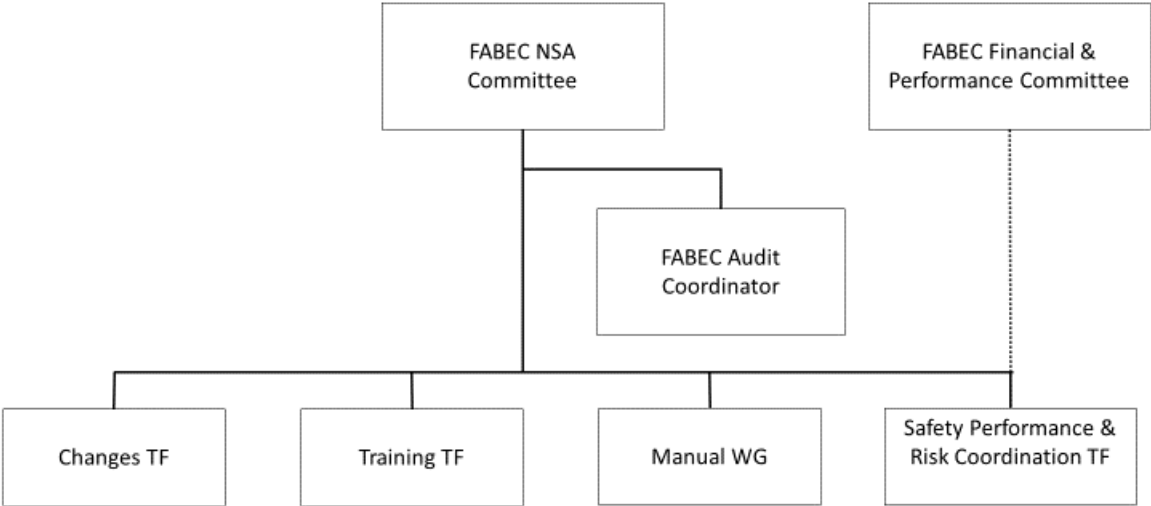 FABEC NSA
Committee
FABEC Financial &
Performance Committee
FABEC Audit
Coordinator
Changes TF
Training TF
Manual WG
Safety Performance &
Risk Coordination TF